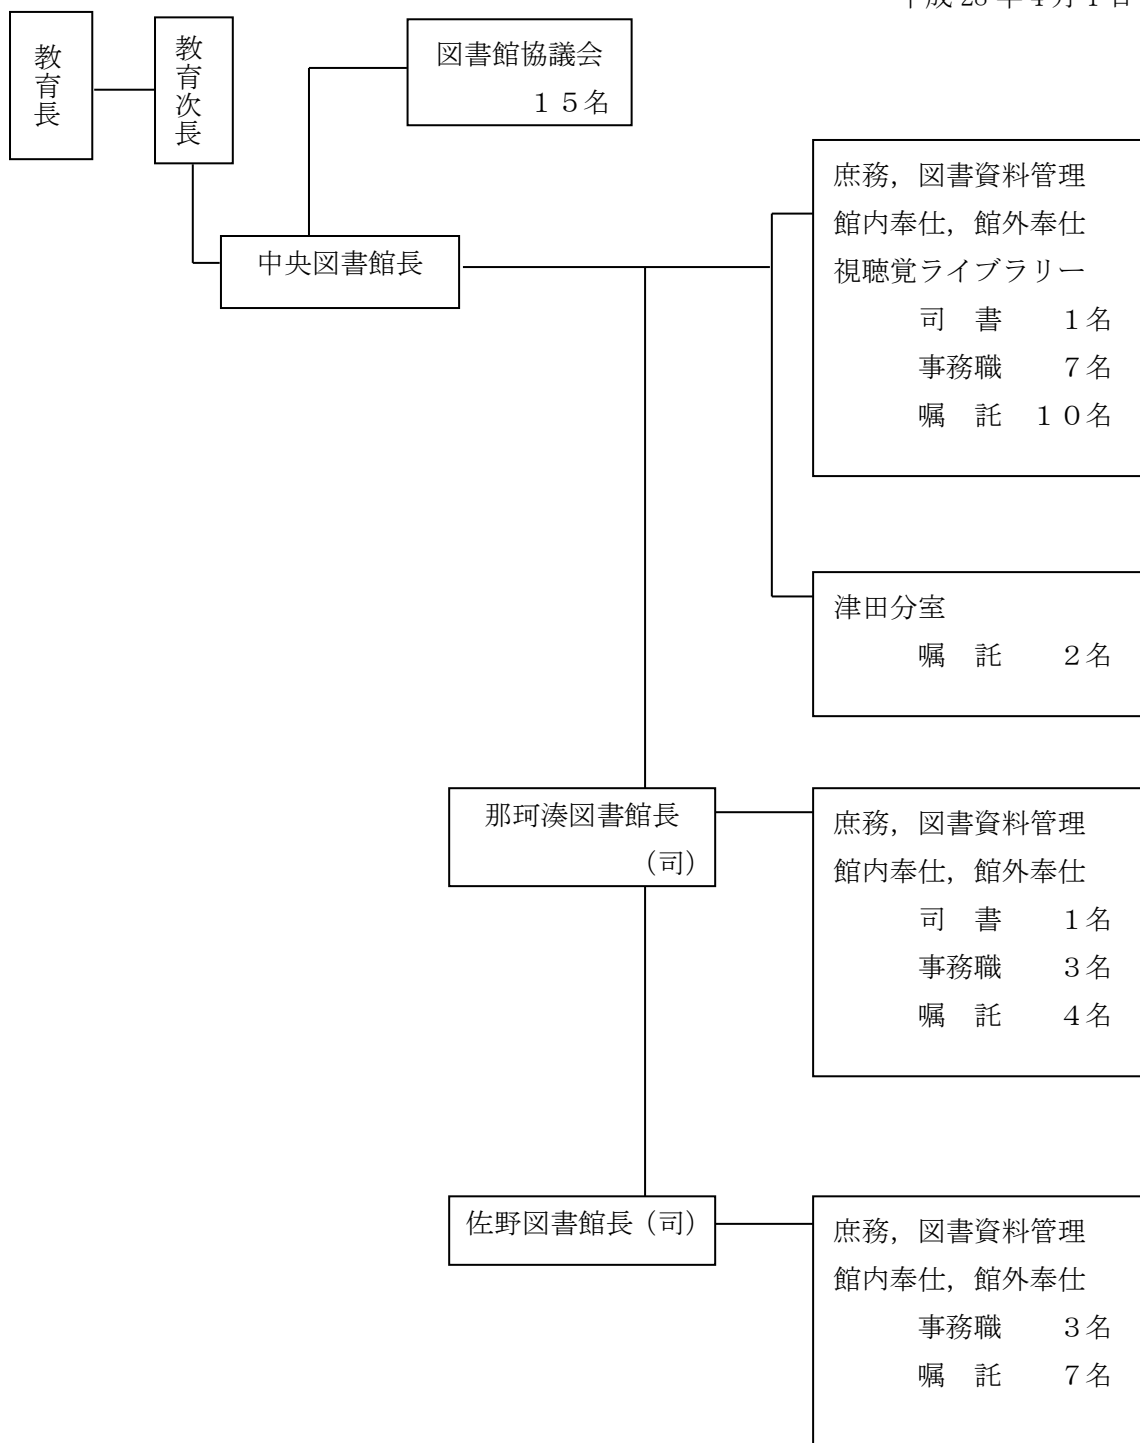 教育長
教育次長
図書館協議会
１５名
中央図書館長
庶務，図書資料管理
館内奉仕，館外奉仕
視聴覚ライブラリー
司　書　　１名
事務職　　７名
嘱　託　１０名
津田分室
嘱　託　　２名
那珂湊図書館長
（司）
庶務，図書資料管理
館内奉仕，館外奉仕
司　書　　１名
事務職　　３名
嘱　託　　４名
佐野図書館長（司）
庶務，図書資料管理
館内奉仕，館外奉仕
事務職　　３名
嘱　託　　７名